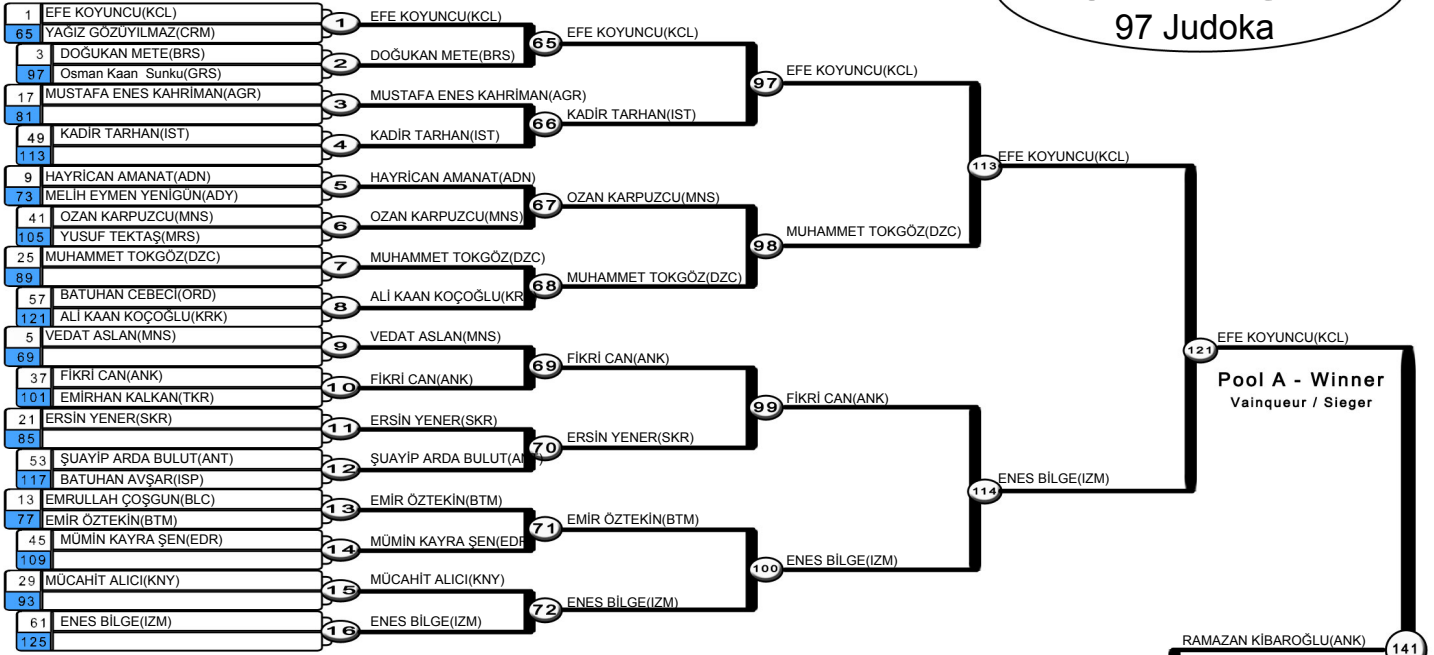 97 Judoka
1 EFE KOYUNCU(KCL)
65 YAĞIZ GÖZÜYILMAZ(CRM)
3 DOĞUKAN METE(BRS)
97 Osman Kaan Sunku(GRS)
17 MUSTAFA ENES KAHRİMAN(AGR)
81
49 KADİR TARHAN(IST)
113
9 HAYRİCAN AMANAT(ADN)
73 MELİH EYMEN YENİGÜN(ADY)
41 OZAN KARPUZCU(MNS)
105 YUSUF TEKTAŞ(MRS)
25 MUHAMMET TOKGÖZ(DZC)
89
57 BATUHAN CEBECİ(ORD)
121 ALİ KAAN KOÇOĞLU(KRK)
5 VEDAT ASLAN(MNS)
69
37 FİKRİ CAN(ANK)
101 EMİRHAN KALKAN(TKR)
21 ERSİN YENER(SKR)
85
53 ŞUAYİP ARDA BULUT(ANT)
117 BATUHAN AVŞAR(ISP)
13 EMRULLAH ÇOŞGUN(BLC)
77 EMİR ÖZTEKİN(BTM)
45 MÜMİN KAYRA ŞEN(EDR)
109
29 MÜCAHİT ALICI(KNY)
93
61 ENES BİLGE(IZM)
125
1 EFE KOYUNCU(KCL)
2 DOĞUKAN METE(BRS)
3 MUSTAFA ENES KAHRİMAN(AGR)
4 KADİR TARHAN(IST)
5 HAYRİCAN AMANAT(ADN)
6 OZAN KARPUZCU(MNS)
7 MUHAMMET TOKGÖZ(DZC)
8 ALİ KAAN KOÇOĞLU(KR
9 VEDAT ASLAN(MNS)
10 FİKRİ CAN(ANK)
11 ERSİN YENER(SKR)
12 ŞUAYİP ARDA BULUT(ANT)
13 EMİR ÖZTEKİN(BTM)
14 MÜMİN KAYRA ŞEN(EDR
15 MÜCAHİT ALICI(KNY)
16 ENES BİLGE(IZM)
65 EFE KOYUNCU(KCL)
66 KADİR TARHAN(IST)
67 OZAN KARPUZCU(MNS)
68 MUHAMMET TOKGÖZ(DZC)
69 FİKRİ CAN(ANK)
70 ERSİN YENER(SKR)
71 EMİR ÖZTEKİN(BTM)
72 ENES BİLGE(IZM)
97 EFE KOYUNCU(KCL)
98 MUHAMMET TOKGÖZ(DZC)
99 FİKRİ CAN(ANK)
100 ENES BİLGE(IZM)
113 EFE KOYUNCU(KCL)
114 ENES BİLGE(IZM)
121 EFE KOYUNCU(KCL)
Pool A - Winner
Vainqueur / Sieger
RAMAZAN KİBAROĞLU(ANK) 141